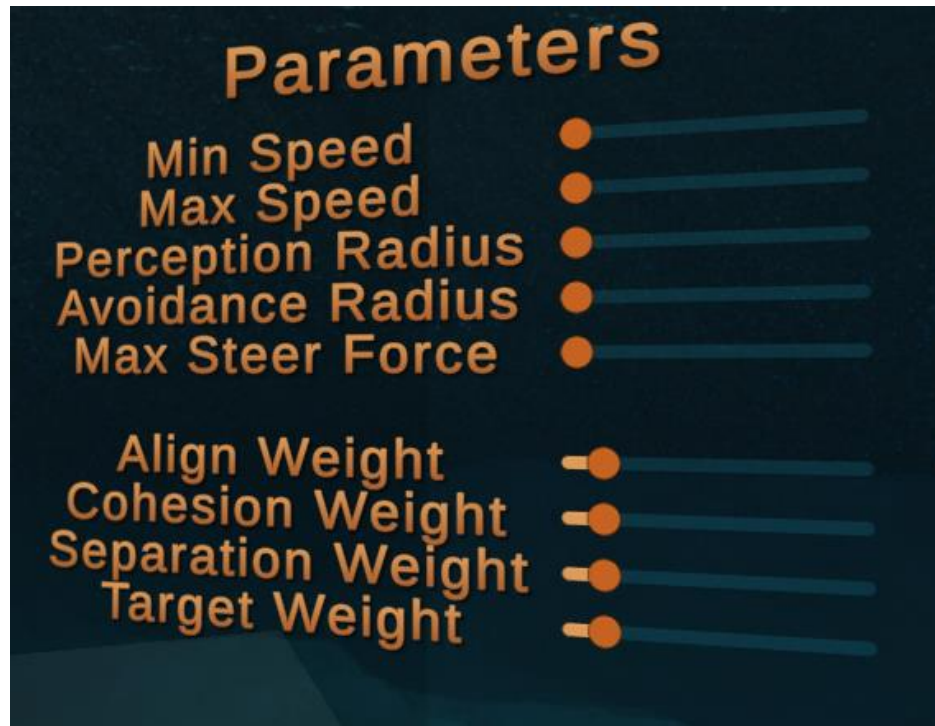 Parameters
Min Speed
Max Speed
Perception Radius
Avoidance Radius
Max Steer Force
Align Weight
Cohesion Weight
Separation Weight
Target Weight